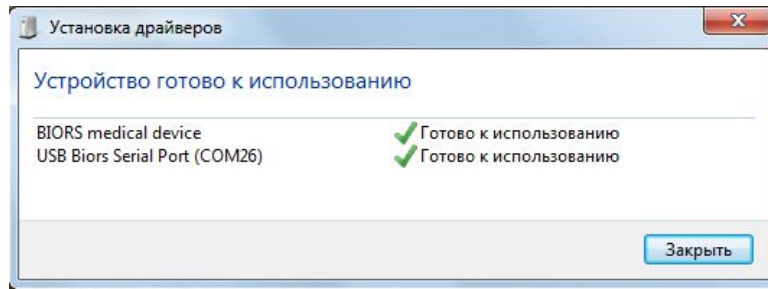 Установка драйверов
Устройство готово к использованию
BIORS medical device Готово к использованию
USB Biors Serial Port (COM26) Готово к использованию
Закрыть